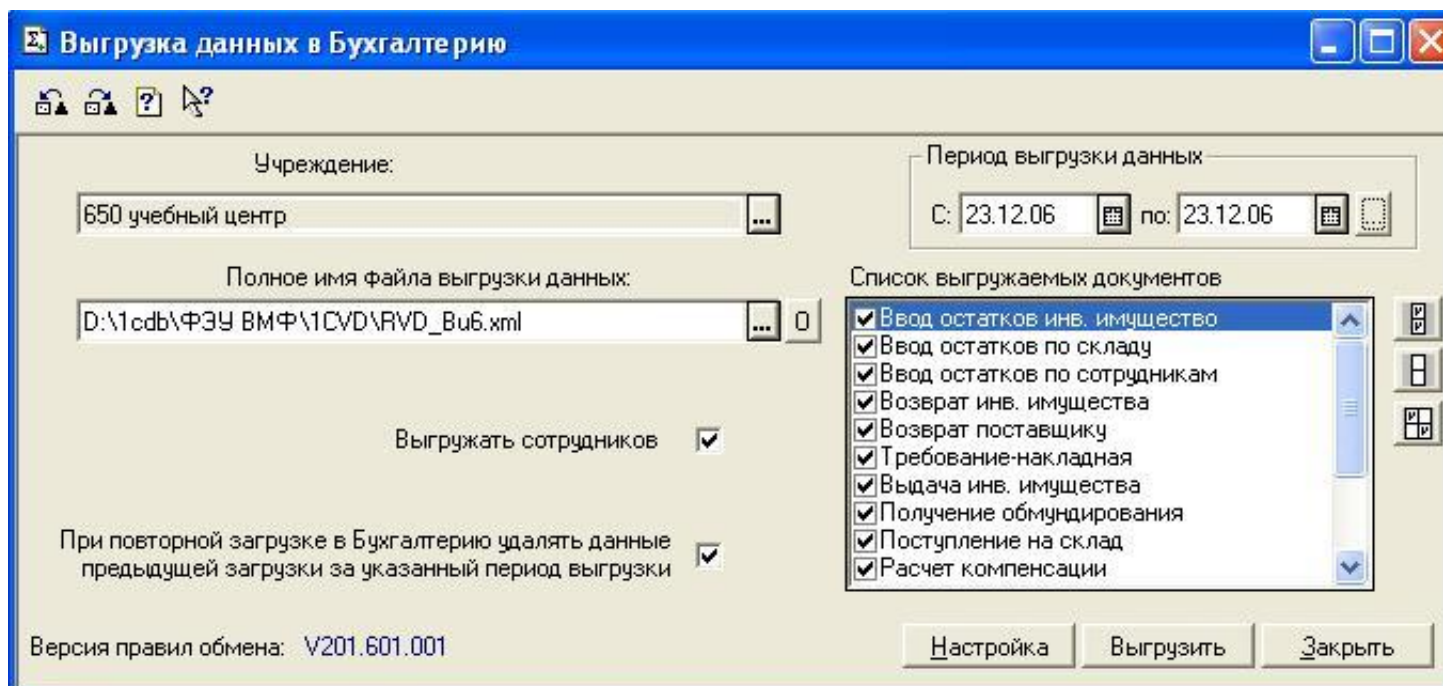 Выгрузка данных в Бухгалтерию
Учреждение:
650 учебный центр
...
Период выгрузки данных
С: 23.12.06 по: 23.12.06
Полное имя файла выгрузки данных:
D:\1cdb\ФЭУ ВМФ\1CVD\RVD_Bu6.xml
...
О
Список выгружаемых документов
Ввод остатков инв. имущество
Ввод остатков по складу
Ввод остатков по сотрудникам
Возврат инв. имущества
Возврат поставщику
Требование-накладная
Выдача инв. имущества
Получение обмундирования
Поступление на склад
Расчет компенсации
Выгружать сотрудников
При повторной загрузке в Бухгалтерию удалять данные
предыдущей загрузки за указанный период выгрузки
Версия правил обмена: V201.601.001
Настройка
Выгрузить
Закрыть